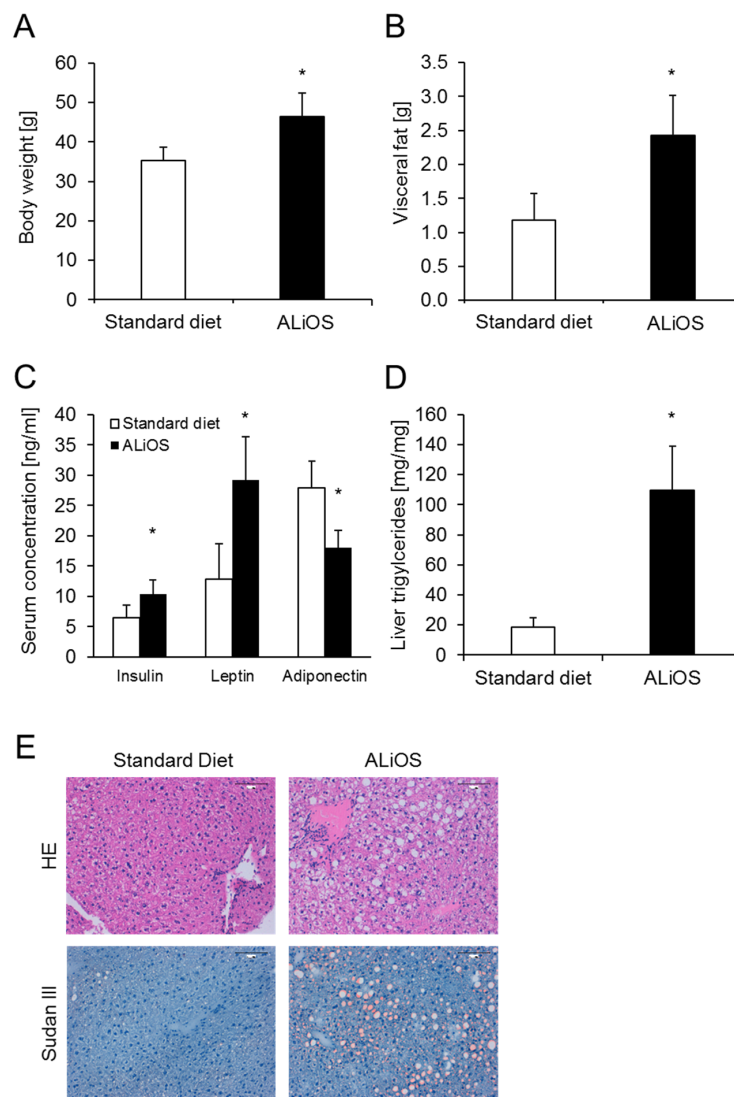 A
Body weight [g]
60
50
40
30
20
10
0
*
Standard diet
ALiOS
B
Visceral fat [g]
3.5
3.0
2.5
2.0
1.5
1.0
0.5
0.0
*
Standard diet
ALiOS
C
Serum concentration [ng/ml]
40
35
30
25
20
15
10
5
0
Standard diet
ALiOS
*
*
*
Insulin
Leptin
Adiponectin
D
Liver trigylcerides [mg/mg]
160
140
120
100
80
60
40
20
0
*
Standard diet
ALiOS
E
Standard Diet
ALiOS
HE
Sudan III